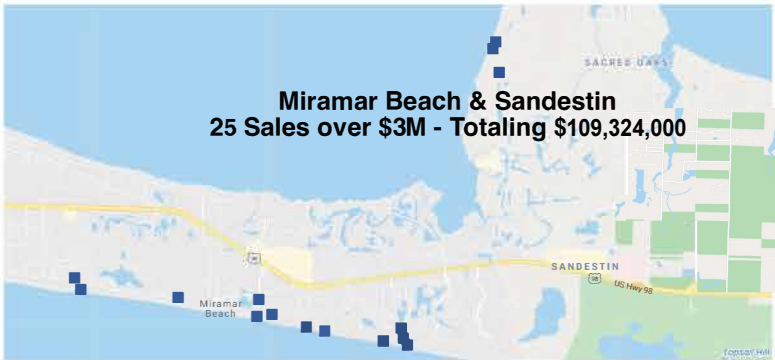 SACRED OAKS
Miramar Beach & Sandestin
25 Sales over $3M - Totaling $109,324,000
98
SANDESTIN
98
US Hwy 98
Miramar
Beach
Topsail Hill